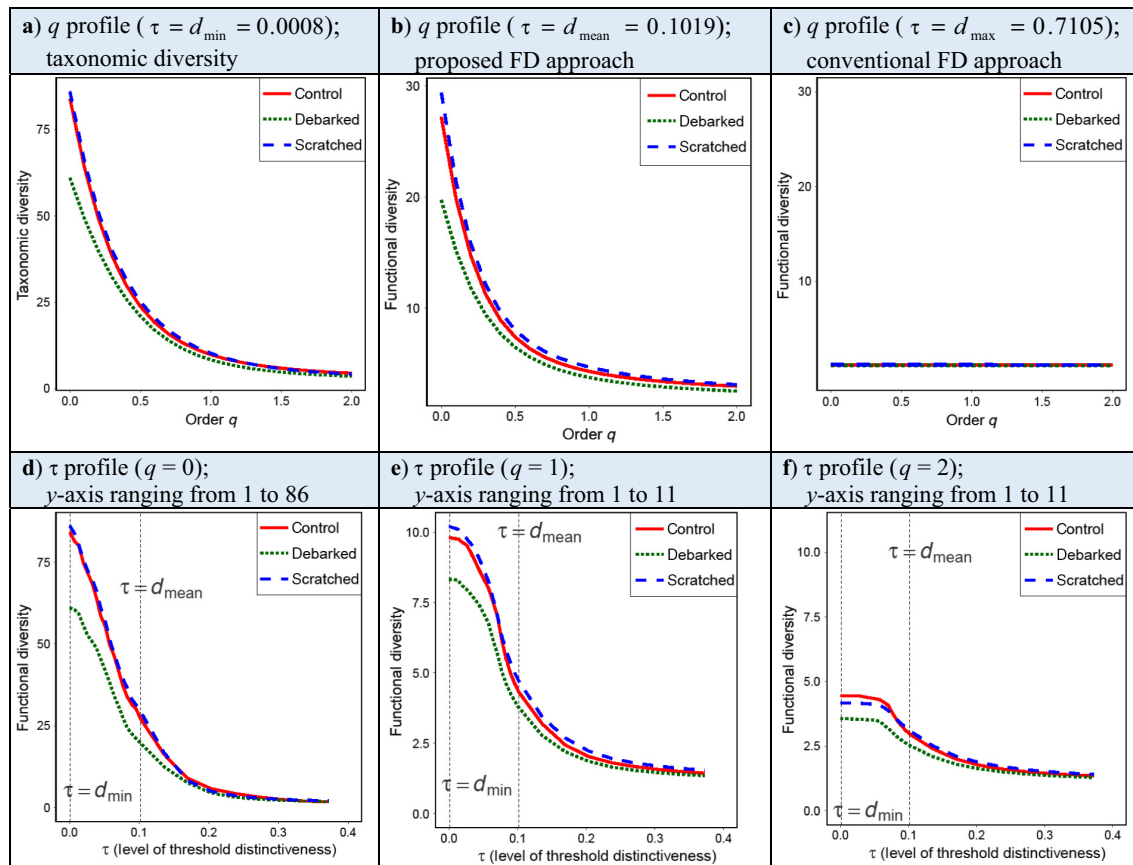 a) q profile ( τ = d_min = 0.0008);
taxonomic diversity
b) q profile ( τ = d_mean = 0.1019);
proposed FD approach
c) q profile ( τ = d_max = 0.7105);
conventional FD approach
Control
Debarked
Scratched
75
50
25
0
Taxonomic diversity
0.0
0.5
1.0
1.5
2.0
Order q
Control
Debarked
Scratched
30
20
10
Functional diversity
0.0
0.5
1.0
1.5
2.0
Order q
Control
Debarked
Scratched
30
20
10
Functional diversity
0.0
0.5
1.0
1.5
2.0
Order q
d) τ profile (q = 0);
y-axis ranging from 1 to 86
e) τ profile (q = 1);
y-axis ranging from 1 to 11
f) τ profile (q = 2);
y-axis ranging from 1 to 11
Control
Debarked
Scratched
τ = d_mean
τ = d_min
75
50
25
0
Functional diversity
0.0
0.1
0.2
0.3
0.4
τ (level of threshold distinctiveness)
Control
Debarked
Scratched
τ = d_mean
τ = d_min
10.0
7.5
5.0
2.5
0.0
Functional diversity
0.0
0.1
0.2
0.3
0.4
τ (level of threshold distinctiveness)
Control
Debarked
Scratched
τ = d_mean
τ = d_min
10.0
7.5
5.0
2.5
0.0
Functional diversity
0.0
0.1
0.2
0.3
0.4
τ (level of threshold distinctiveness)